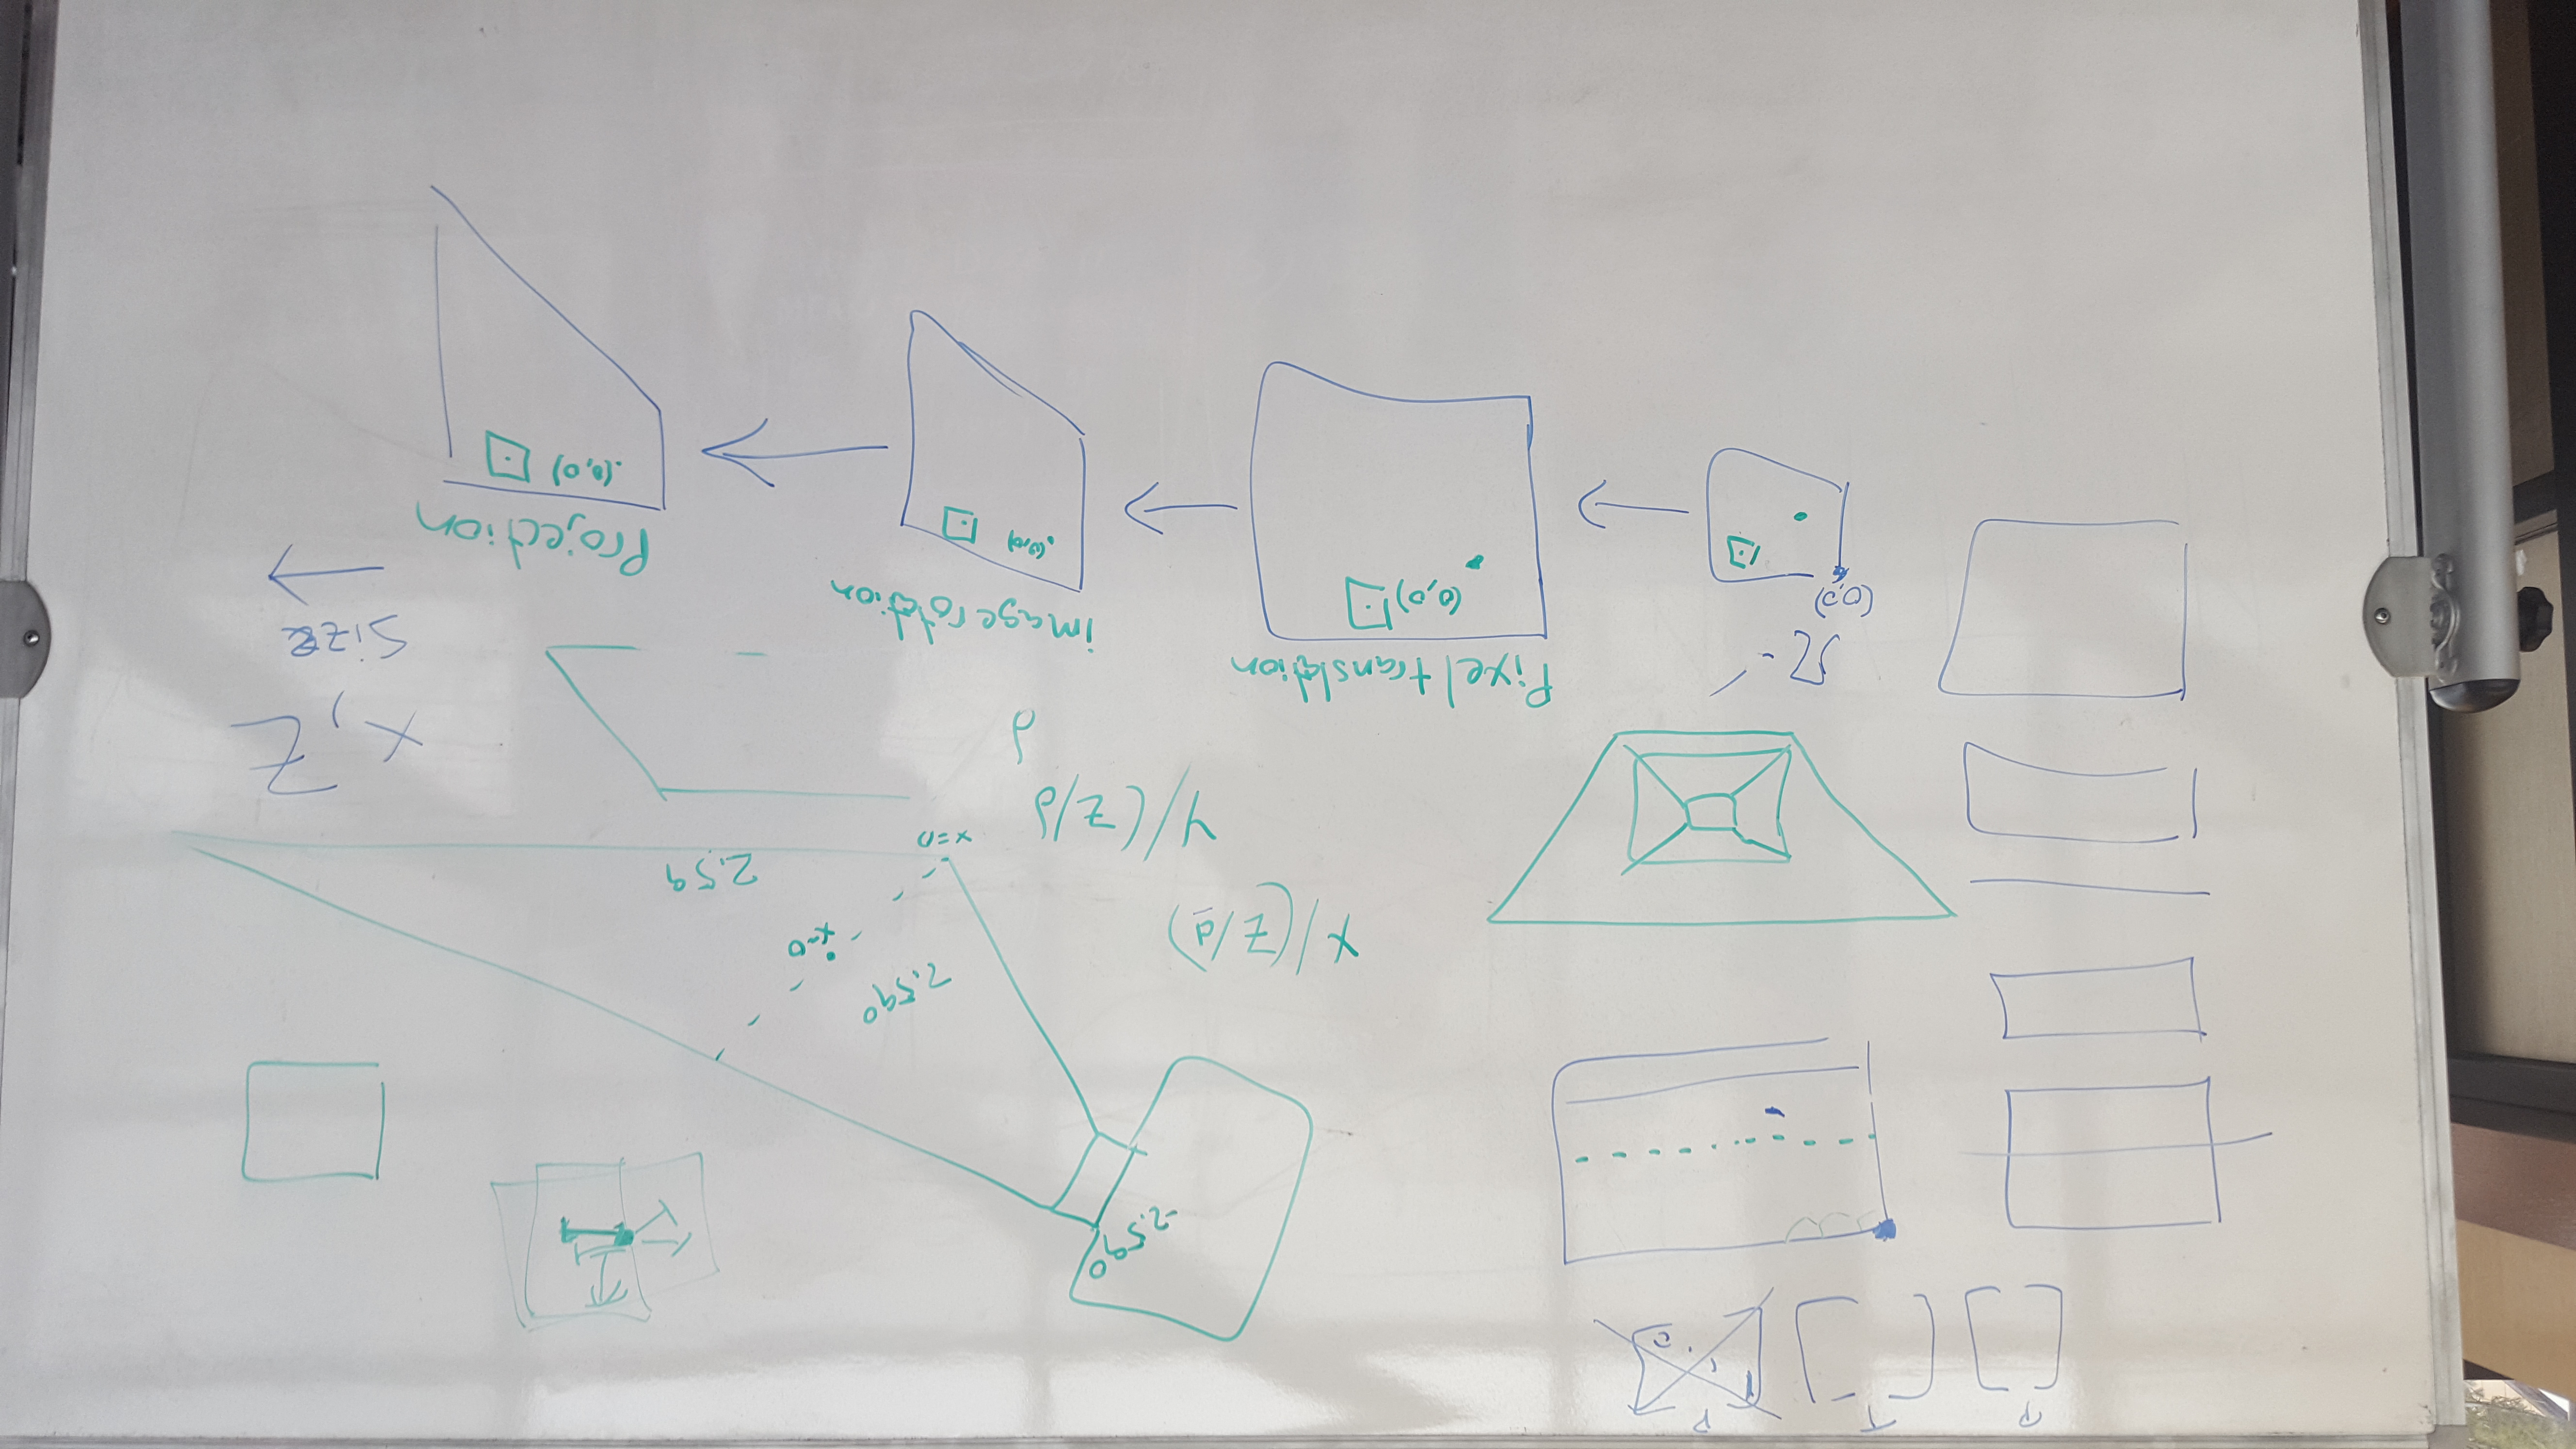 P T P
-2.59°
2.59°
x=0
X/(Z/d)
2.59
x=0
Y/(Z/d
d
x, Z
size
Pixel translation
image rotation
Projection
(0,0)
(0,0)
.(0,0)
.(0,0)